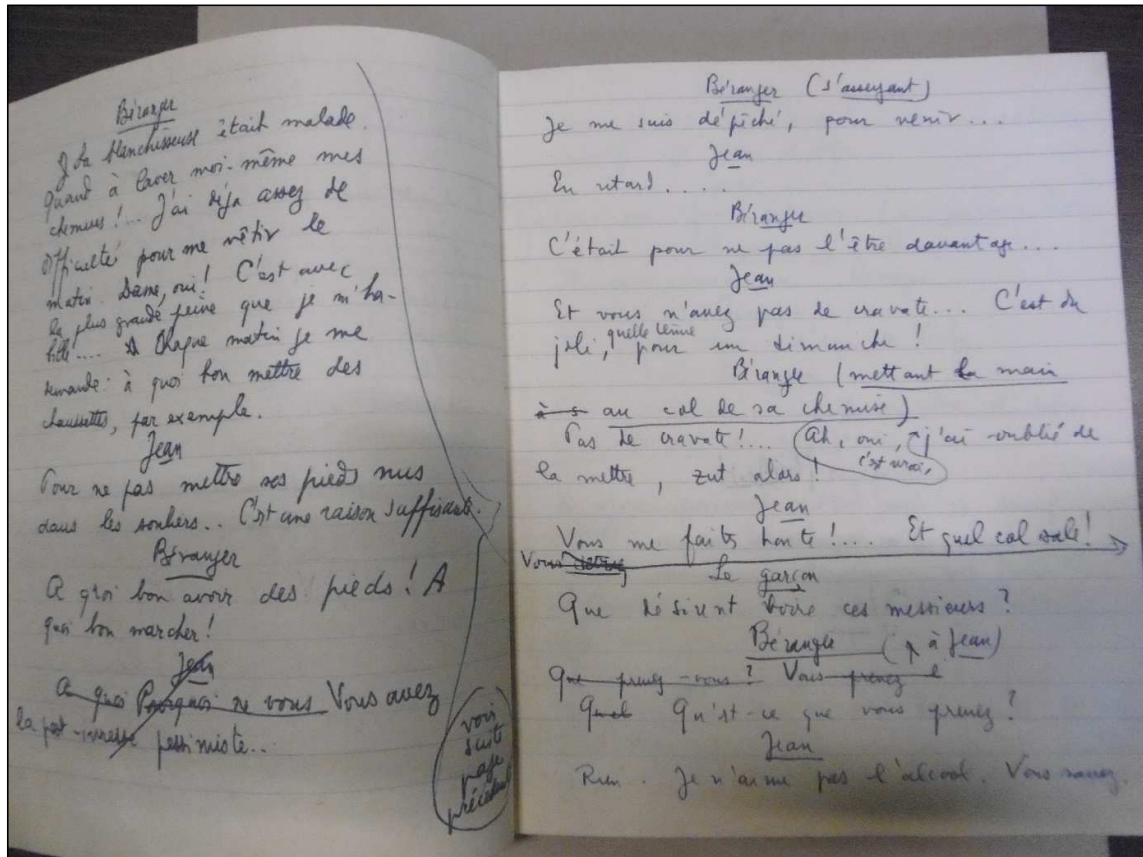 Béranger
La blanchisseuse était malade.
Quand à laver moi-même mes
chemises!... J'ai déja assez de
difficulté pour me vêtir le
matin. Dame, oui! C'est avec
la plus grande peine que je m'ha-
bille.... Chaque matin je me
demande: à quoi bon mettre des
chaussettes, par exemple.
Jean
Pour ne pas mettre ses pieds nus
dans les souliers.. C'est une raison suffisante.
Béranger
A quoi bon avoir des pieds! A
quoi bon marcher!
Jean
A quoi Pourquoi ne vous Vous avez
la pessimiste..
voir
suite
page
précédente
Béranger (s'asseyant)
Je me suis dépêché, pour venir...
Jean
En retard....
Béranger
C'était pour ne pas l'être davantage...
Jean
Et vous n'avez pas de cravate... C'est du
joli, quelle tenue pour un dimanche!
Béranger (mettant la main
à s au col de sa chemise)
Pas de cravate!... Ah, oui, c'est vrai, j'ai oublié de
la mettre, zut alors!
Jean
Vous me faites honte!... Et quel col sale!
Vous
Le garçon
Que désirent boire ces messieurs?
Béranger (à Jean)
Que prenez-vous? Vous prenez
Quel Qu'est-ce que vous prenez?
Jean
Rien. Je n'aime pas l'alcool. Vous savez.